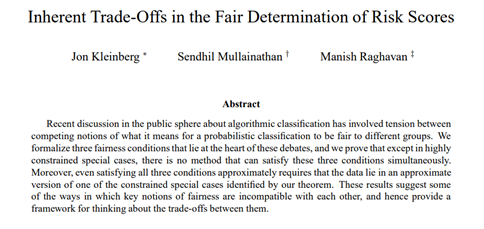 Inherent Trade-Offs in the Fair Determination of Risk Scores
Jon Kleinberg * Sendhil Mullainathan † Manish Raghavan ‡
Abstract
Recent discussion in the public sphere about algorithmic classification has involved tension between
competing notions of what it means for a probabilistic classification to be fair to different groups. We
formalize three fairness conditions that lie at the heart of these debates, and we prove that except in highly
constrained special cases, there is no method that can satisfy these three conditions simultaneously.
Moreover, even satisfying all three conditions approximately requires that the data lie in an approximate
version of one of the constrained special cases identified by our theorem. These results suggest some
of the ways in which key notions of fairness are incompatible with each other, and hence provide a
framework for thinking about the trade-offs between them.